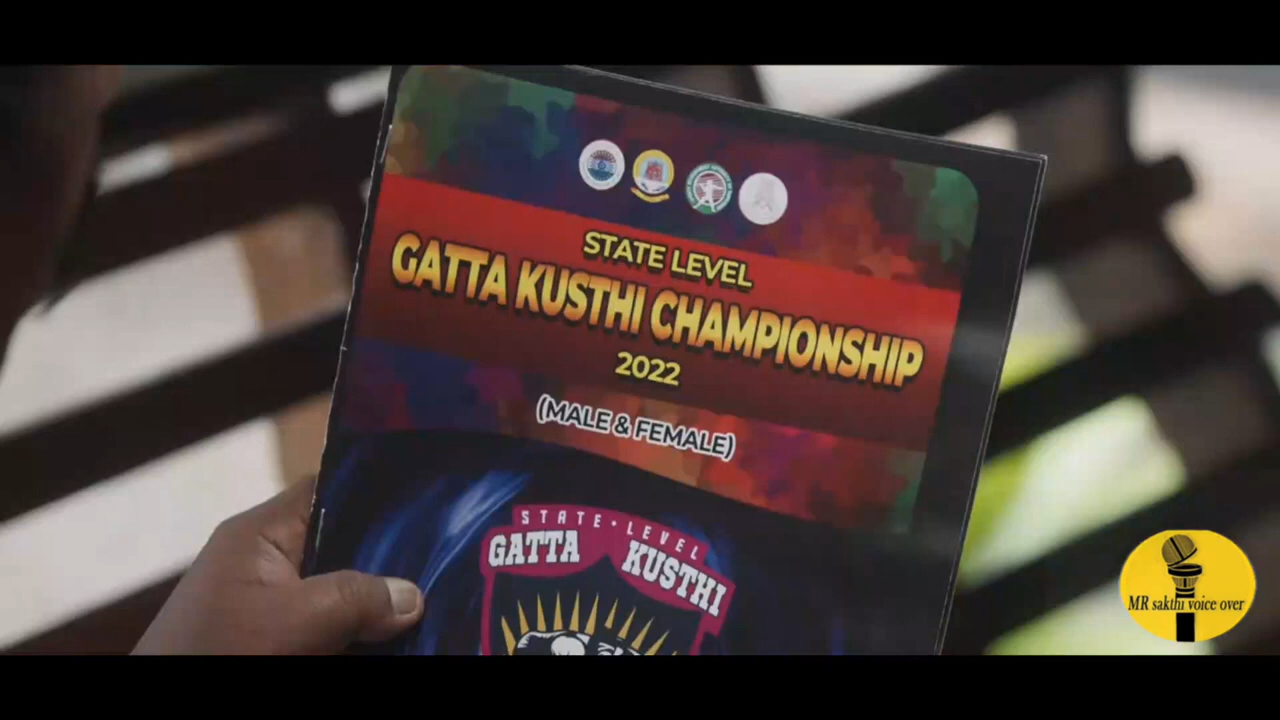 STATE LEVEL
GATTA KUSTHI CHAMPIONSHIP
2022
(MALE & FEMALE)
STATE • LEVEL
GATTA KUSTHI
MR sakthi voice over